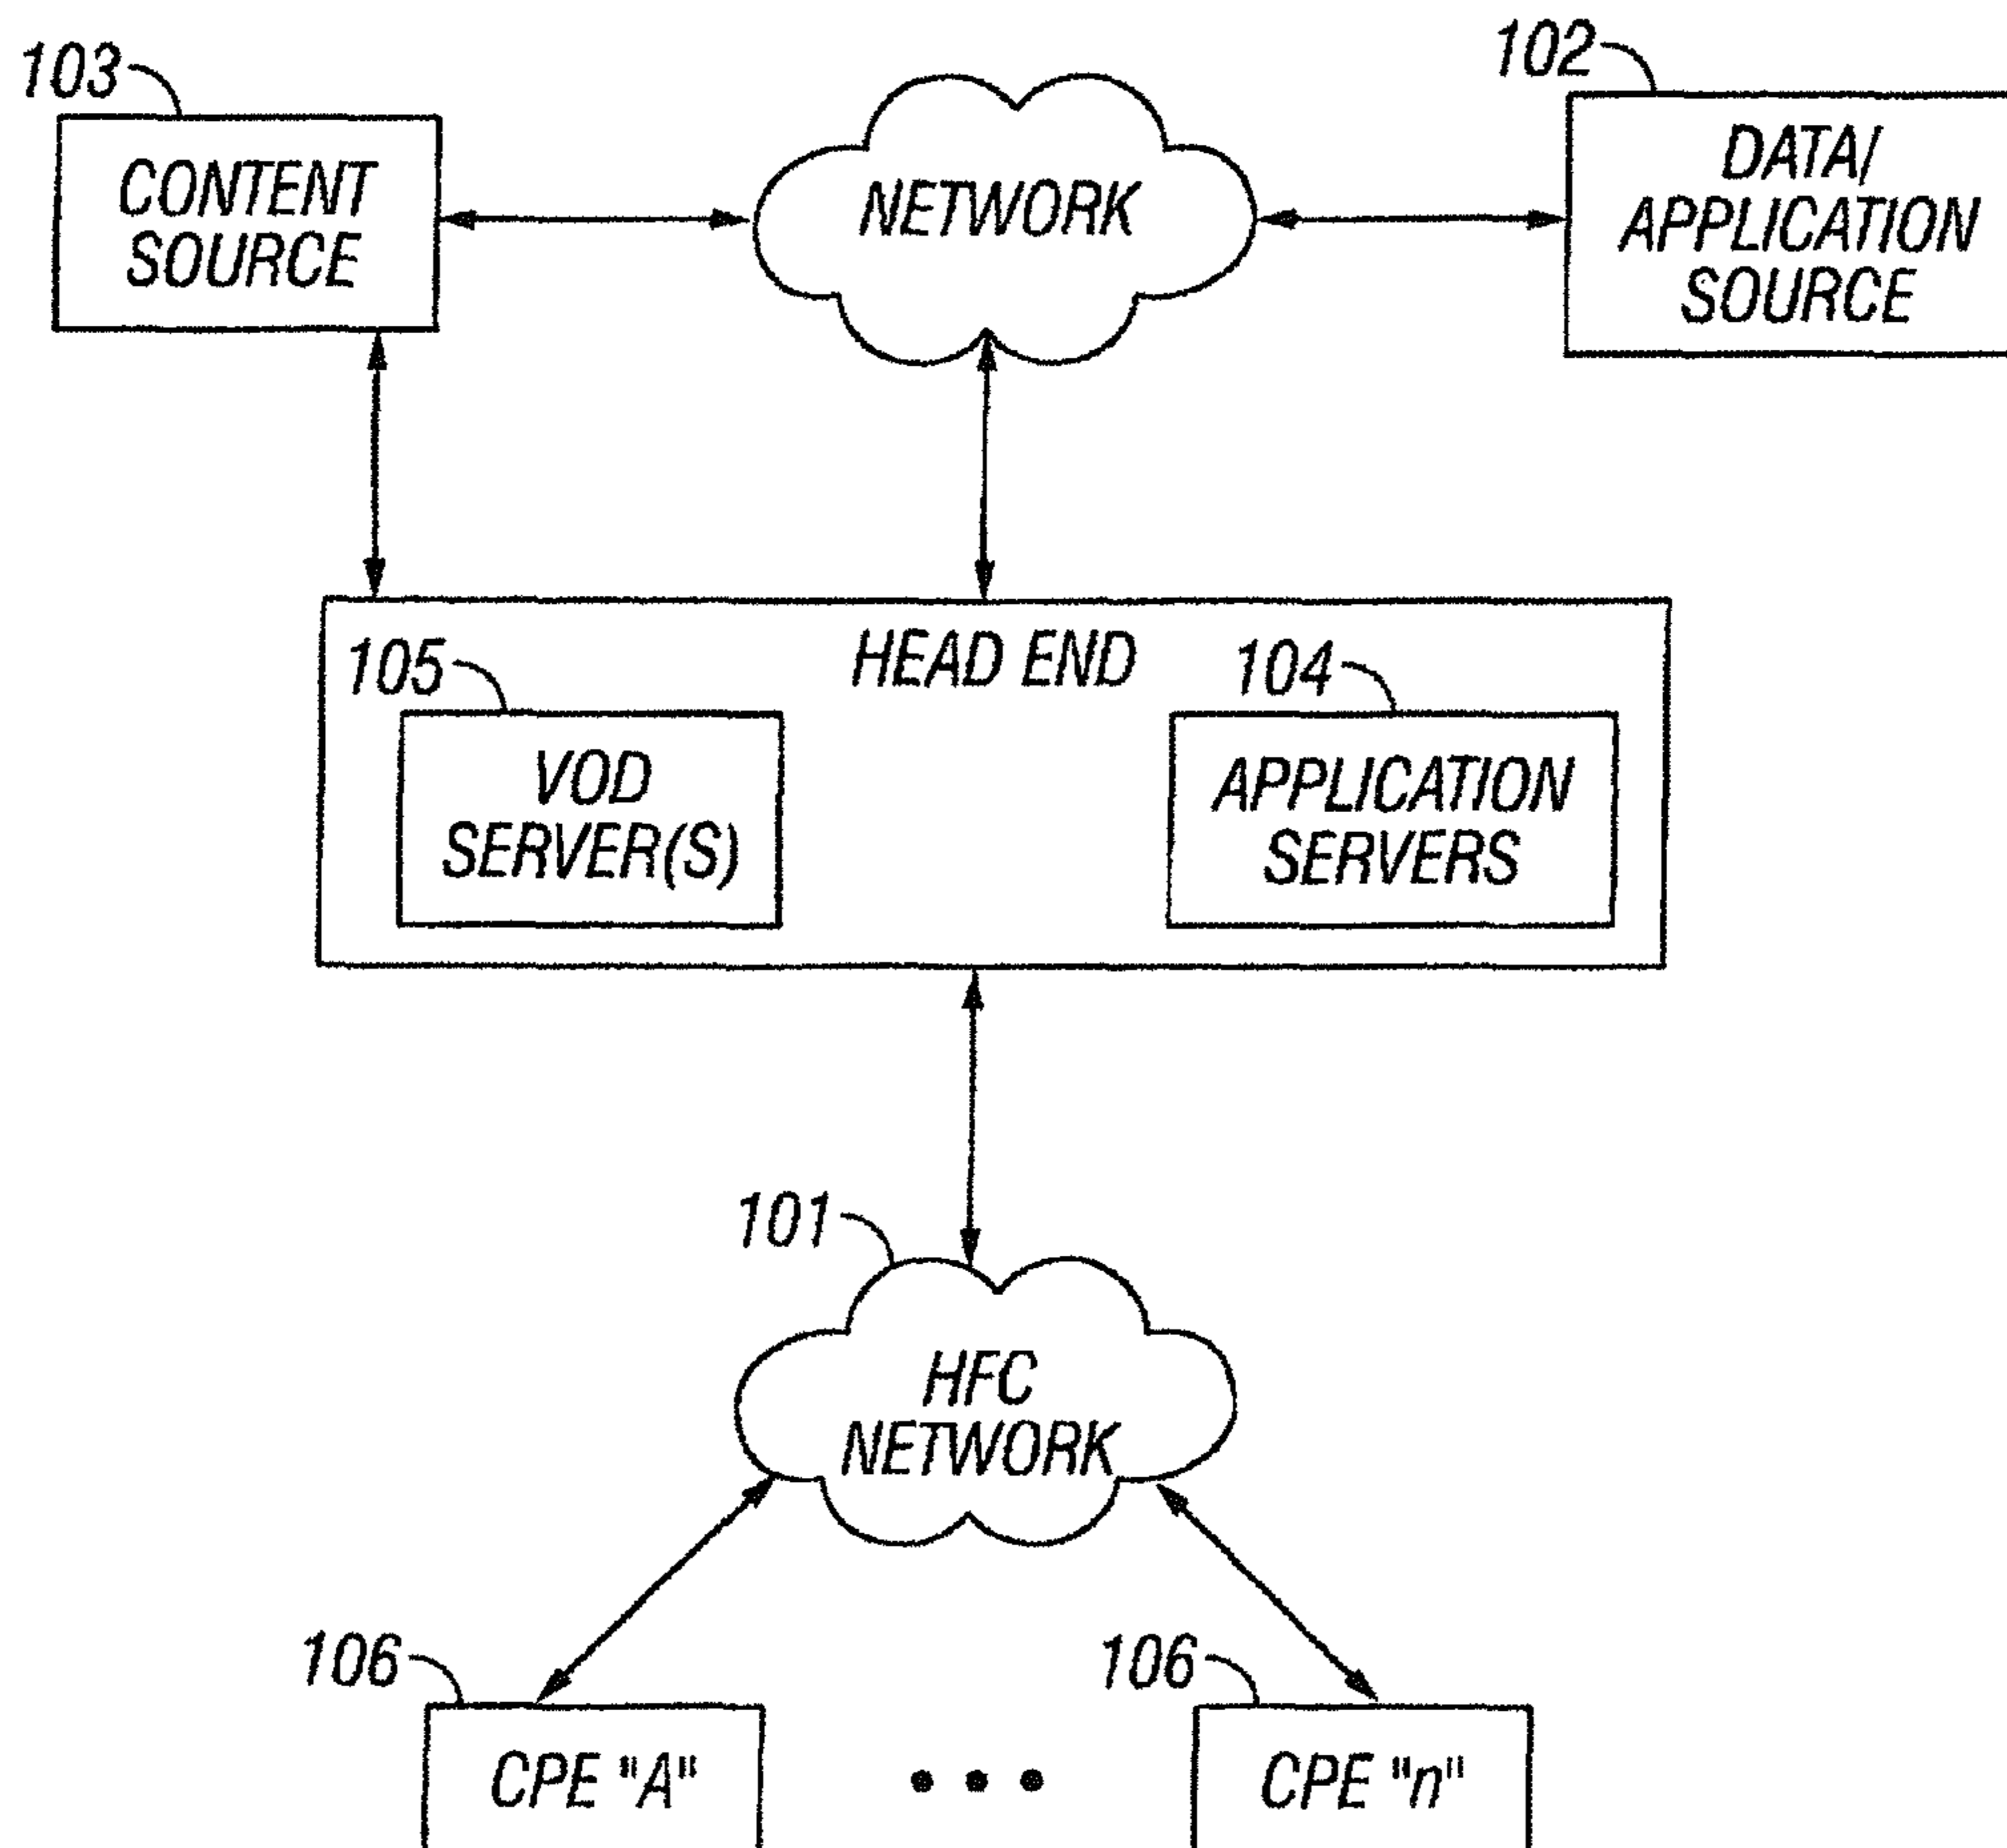 103
CONTENT
SOURCE
NETWORK
102
DATA/
APPLICATION
SOURCE
HEAD END
105
VOD
SERVER(S)
104
APPLICATION
SERVERS
101
HFC
NETWORK
106
CPE "A"
106
CPE "n"